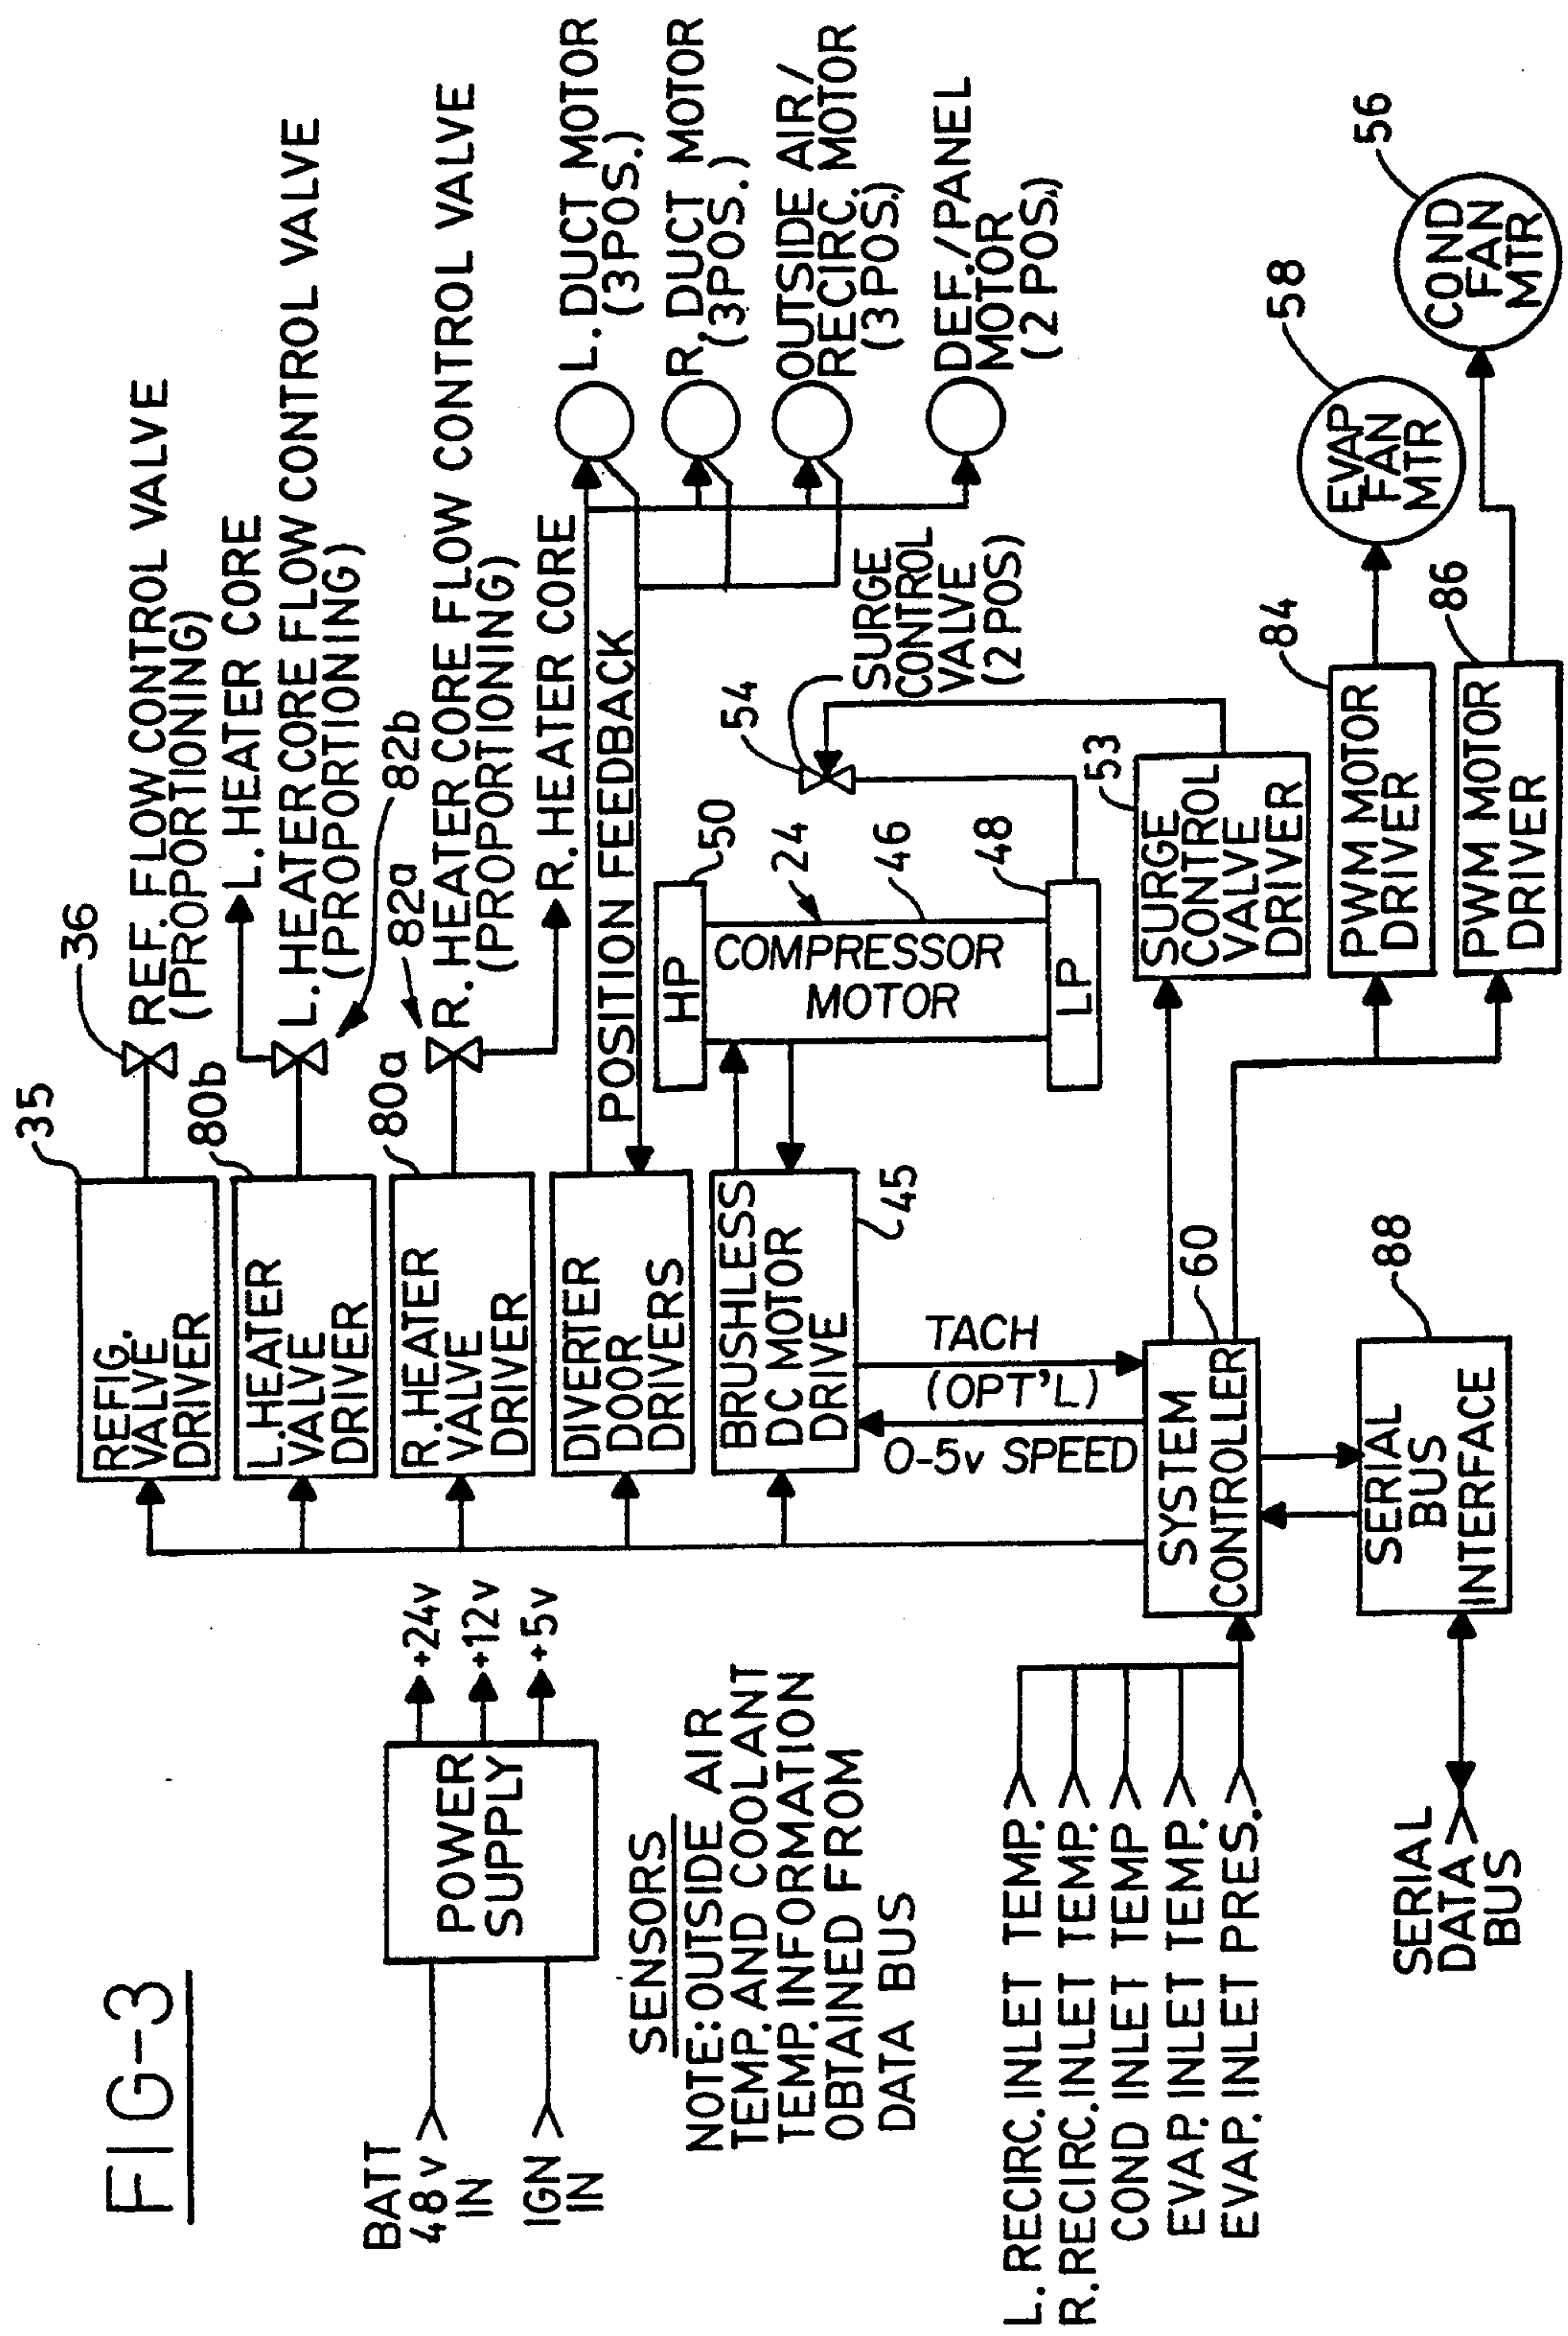 FIG-3
BATT
48v
IN
IGN
IN
POWER
SUPPLY
+24v
+12v
+5v
SENSORS
NOTE: OUTSIDE AIR
TEMP. AND COOLANT
TEMP. INFORMATION
OBTAINED FROM
DATA BUS
L. RECIRC. INLET TEMP.
R. RECIRC. INLET TEMP.
COND INLET TEMP
EVAP. INLET TEMP.
EVAP. INLET PRES.
SERIAL
DATA
BUS
35
REFIG.
VALVE
DRIVER
80b
L. HEATER
VALVE
DRIVER
80a
R. HEATER
VALVE
DRIVER
DIVERTER
DOOR
DRIVERS
BRUSHLESS
DC MOTOR
DRIVE
45
TACH
(OPT'L)
0-5v SPEED
SYSTEM
CONTROLLER
60
SERIAL
BUS
INTERFACE
88
36
REF. FLOW CONTROL VALVE
(PROPORTIONING)
L. HEATER CORE
L. HEATER CORE FLOW CONTROL VALVE
(PROPORTIONING)
82b
82a
R. HEATER CORE FLOW CONTROL VALVE
(PROPORTIONING)
R. HEATER CORE
POSITION FEEDBACK
HP
50
COMPRESSOR
MOTOR
24
46
LP
48
54
SURGE
CONTROL
VALVE
(2 POS)
53
SURGE
CONTROL
VALVE
DRIVER
84
PWM MOTOR
DRIVER
86
PWM MOTOR
DRIVER
L. DUCT MOTOR
(3POS.)
R. DUCT MOTOR
(3POS.)
OUTSIDE AIR/
RECIRC. MOTOR
(3POS.)
DEF./PANEL
MOTOR
(2 POS.)
58
EVAP
FAN
MTR
56
COND
FAN
MTR